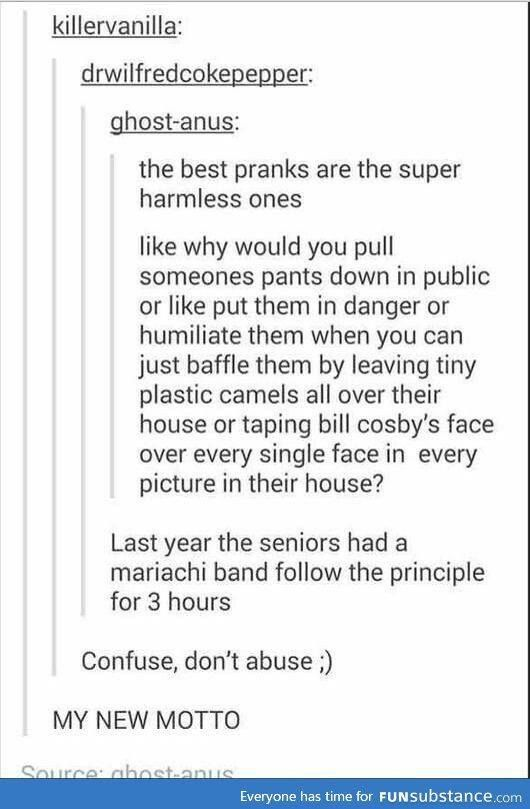 killervanilla:
drwilfredcokepepper:
ghost-anus:
the best pranks are the super
harmless ones
like why would you pull
someones pants down in public
or like put them in danger or
humiliate them when you can
just baffle them by leaving tiny
plastic camels all over their
house or taping bill cosby's face
over every single face in every
picture in their house?
Last year the seniors had a
mariachi band follow the principle
for 3 hours
Confuse, don't abuse ;)
MY NEW MOTTO
Source: ghost-anus
Everyone has time for FUNsubstance.com